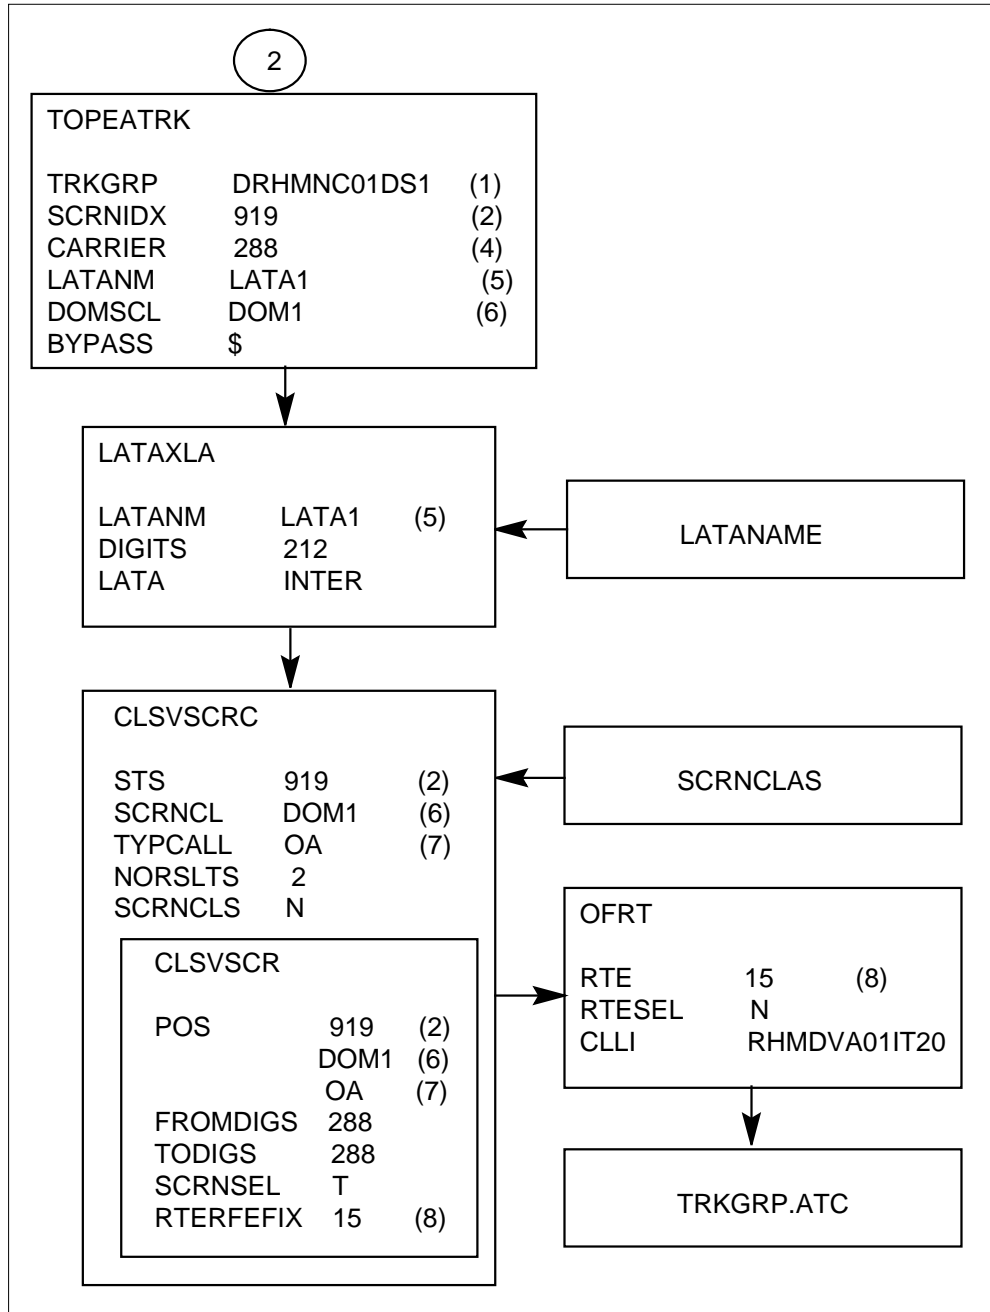 2
TOPEATRK
TRKGRP DRHMNC01DS1 (1)
SCRNIDX 919 (2)
CARRIER 288 (4)
LATANM LATA1 (5)
DOMSCL DOM1 (6)
BYPASS $
LATAXLA
LATANM LATA1 (5)
DIGITS 212
LATA INTER
LATANAME
CLSVSCRC
STS 919 (2)
SCRNCL DOM1 (6)
TYPCALL OA (7)
NORSLTS 2
SCRNCLS N
SCRNCLAS
CLSVSCR
POS 919 (2)
DOM1 (6)
OA (7)
FROMDIGS 288
TODIGS 288
SCRNSEL T
RTERFEFIX 15 (8)
OFRT
RTE 15 (8)
RTESEL N
CLLI RHMDVA01IT20
TRKGRP.ATC